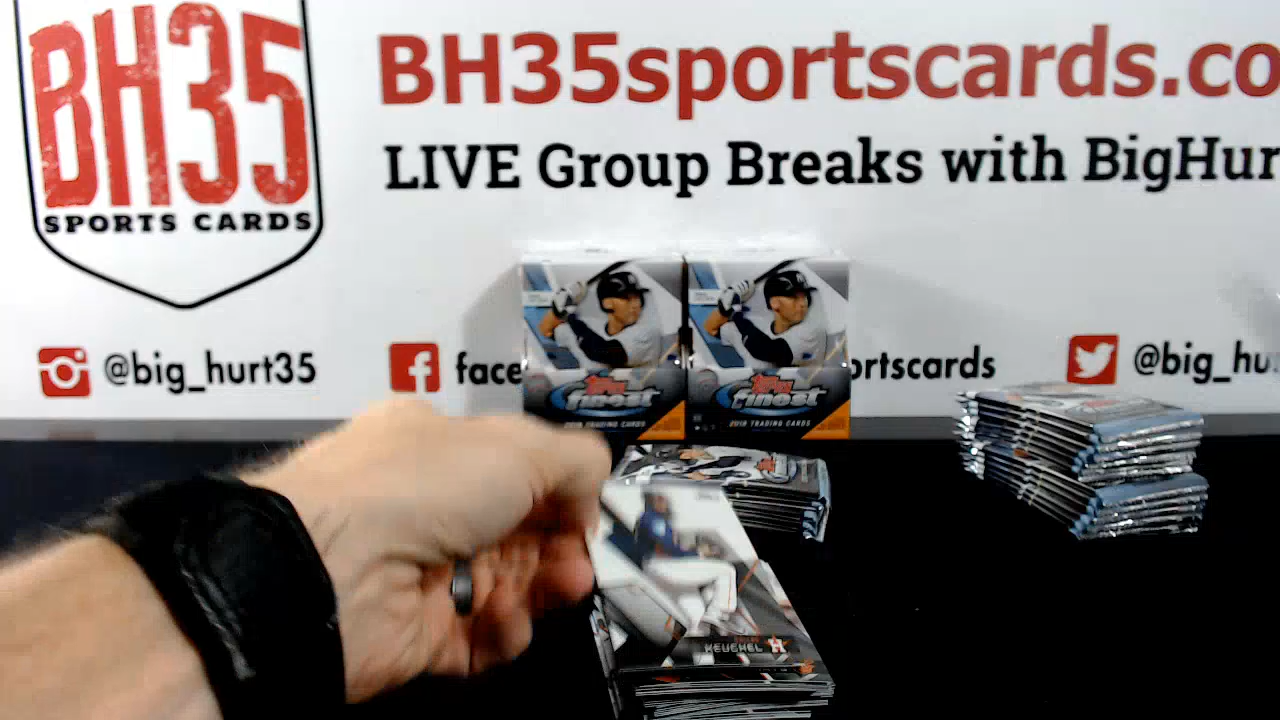 BH35
SPORTS CARDS
BH35sportscards.co
LIVE Group Breaks with BigHur
@big_hurt35
face
rtscards
@big_hu
Topps
finest
2018 TRADING CARDS
Topps
finest
2018 TRADING CARDS
KEUCHEL